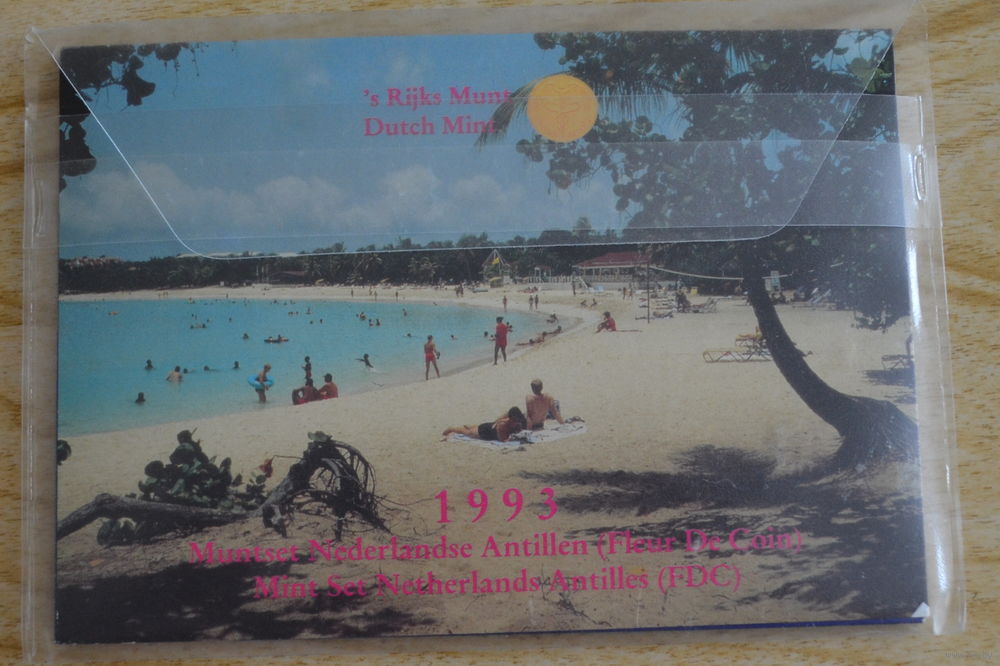 's Rijks Munt
Dutch Mint
1993
Muntset Nederlandse Antillen (Fleur De Coin)
Mint Set Netherlands Antilles (FDC)